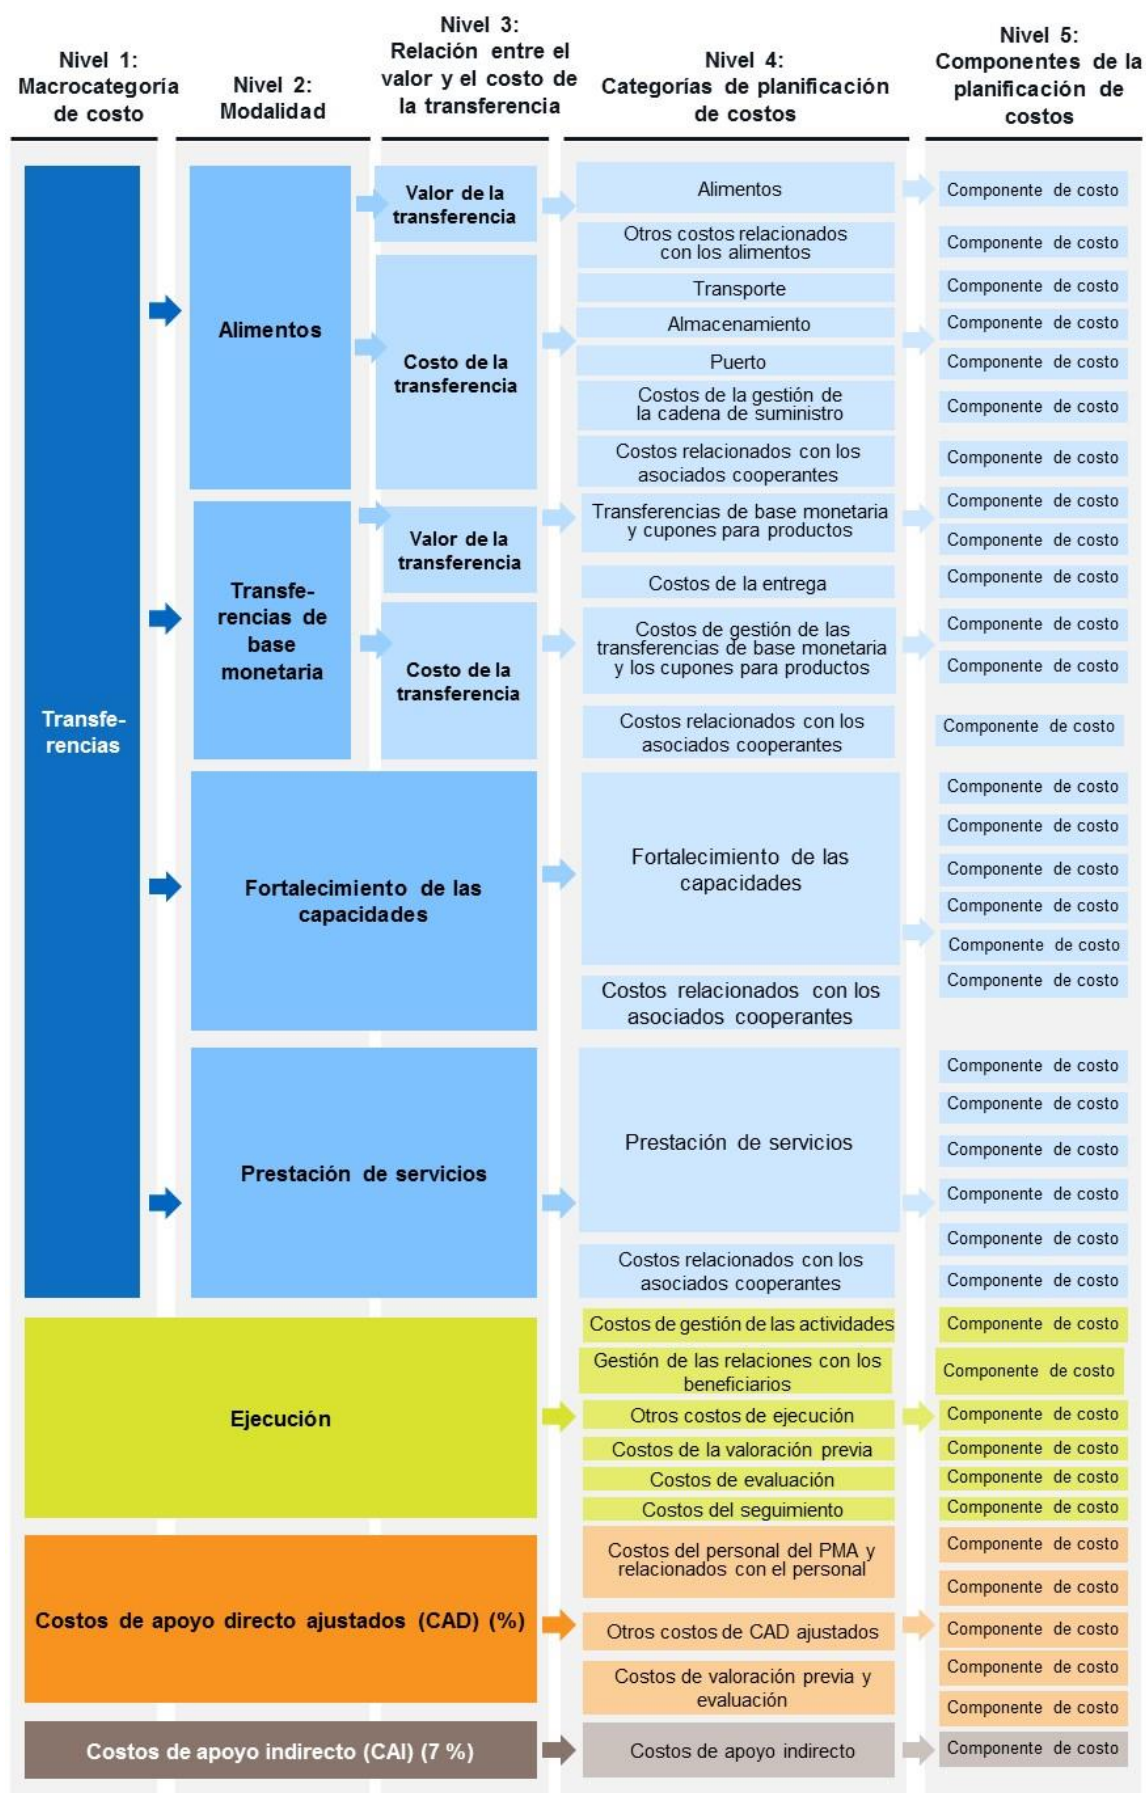 Nivel 1:
Macrocategoría
de costo
Nivel 2:
Modalidad
Nivel 3:
Relación entre el
valor y el costo de
la transferencia
Nivel 4:
Categorías de planificación
de costos
Nivel 5:
Componentes de la
planificación de
costos
Transfe-
rencias
Alimentos
Valor de la
transferencia
Alimentos
Componente de costo
Costo de la
transferencia
Otros costos relacionados
con los alimentos
Componente de costo
Transporte
Componente de costo
Almacenamiento
Componente de costo
Puerto
Componente de costo
Costos de la gestión de
la cadena de suministro
Componente de costo
Costos relacionados con los
asociados cooperantes
Componente de costo
Transfe-
rencias de
base
monetaria
Valor de la
transferencia
Transferencias de base monetaria
y cupones para productos
Componente de costo
Componente de costo
Costo de la
transferencia
Costos de la entrega
Componente de costo
Costos de gestión de las
transferencias de base monetaria
y los cupones para productos
Componente de costo
Componente de costo
Costos relacionados con los
asociados cooperantes
Componente de costo
Fortalecimiento de las
capacidades
Fortalecimiento de las
capacidades
Componente de costo
Componente de costo
Componente de costo
Componente de costo
Componente de costo
Costos relacionados con los
asociados cooperantes
Componente de costo
Prestación de servicios
Prestación de servicios
Componente de costo
Componente de costo
Componente de costo
Componente de costo
Componente de costo
Costos relacionados con los
asociados cooperantes
Componente de costo
Ejecución
Costos de gestión de las actividades
Componente de costo
Gestión de las relaciones con los
beneficiarios
Componente de costo
Otros costos de ejecución
Componente de costo
Costos de la valoración previa
Componente de costo
Costos de evaluación
Componente de costo
Costos del seguimiento
Componente de costo
Costos de apoyo directo ajustados (CAD) (%)
Costos del personal del PMA y
relacionados con el personal
Componente de costo
Componente de costo
Otros costos de CAD ajustados
Componente de costo
Costos de valoración previa y
evaluación
Componente de costo
Componente de costo
Costos de apoyo indirecto (CAI) (7 %)
Costos de apoyo indirecto
Componente de costo